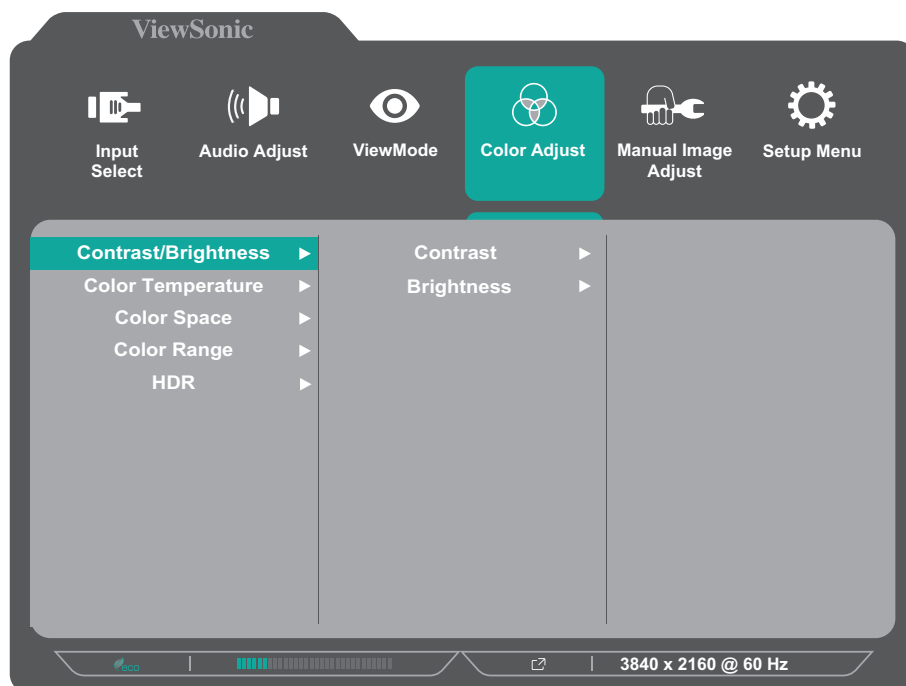 ViewSonic
Input
Select
Audio Adjust
ViewMode
Color Adjust
Manual Image
Adjust
Setup Menu
Contrast/Brightness
Color Temperature
Color Space
Color Range
HDR
Contrast
Brightness
eco
3840 x 2160 @ 60 Hz